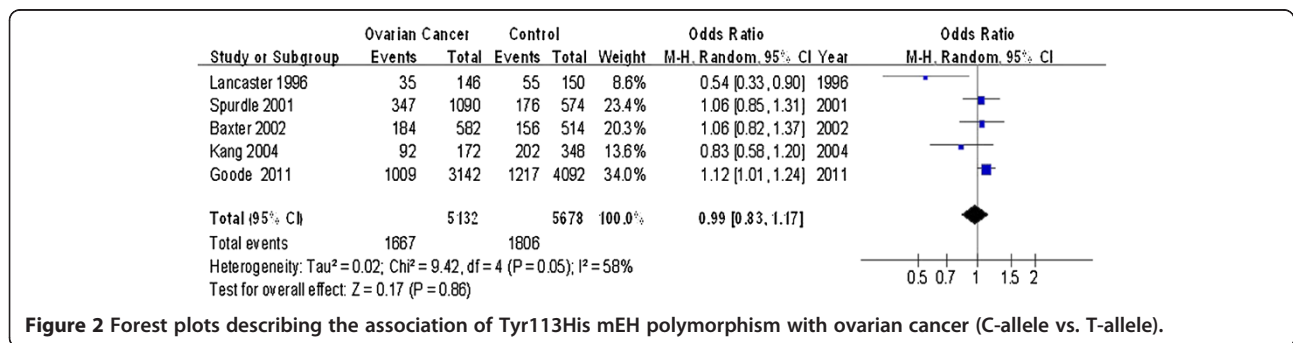 Ovarian Cancer Control Odds Ratio Odds Ratio
Study or Subgroup Events Total Events Total Weight M-H, Random, 95% CI Year M-H, Random, 95% CI
Lancaster 1996 35 146 55 150 8.6% 0.54 [0.33, 0.90] 1996
Spurdle 2001 347 1090 176 574 23.4% 1.06 [0.85, 1.31] 2001
Baxter 2002 184 582 156 514 20.3% 1.06 [0.82, 1.37] 2002
Kang 2004 92 172 202 348 13.6% 0.83 [0.58, 1.20] 2004
Goode 2011 1009 3142 1217 4092 34.0% 1.12 [1.01, 1.24] 2011
Total (95% CI) 5132 5678 100.0% 0.99 [0.83, 1.17]
Total events 1667 1806
Heterogeneity: Tau² = 0.02; Chi² = 9.42, df = 4 (P = 0.05); I² = 58%
Test for overall effect: Z = 0.17 (P = 0.86)
0.5 0.7 1 1.5 2
Figure 2 Forest plots describing the association of Tyr113His mEH polymorphism with ovarian cancer (C-allele vs. T-allele).